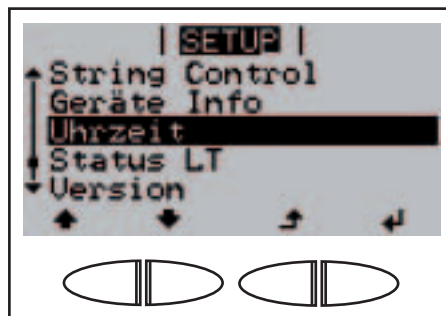 SETUP
String Control
Geräte Info
Uhrzeit
Status LT
Version